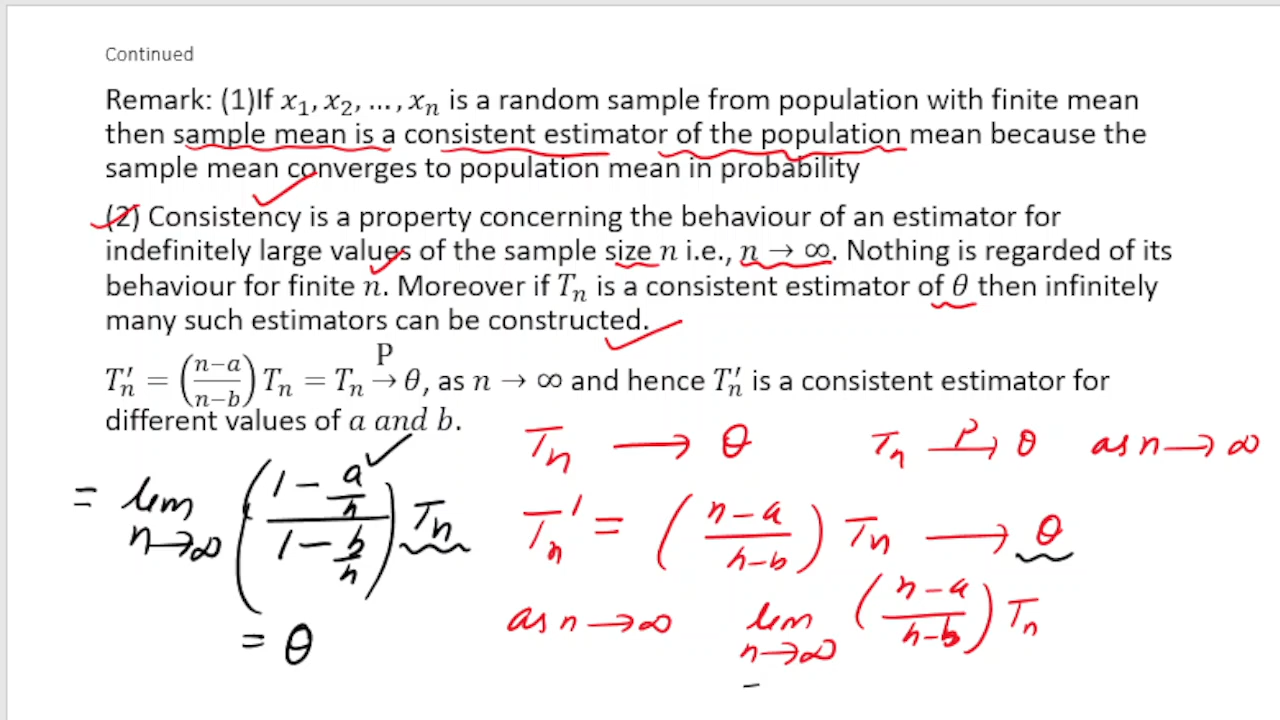 Continued
Remark: (1)If x₁, x₂, …, xₙ is a random sample from population with finite mean
then sample mean is a consistent estimator of the population mean because the
sample mean converges to population mean in probability
(2) Consistency is a property concerning the behaviour of an estimator for
indefinitely large values of the sample size n i.e., n → ∞. Nothing is regarded of its
behaviour for finite n. Moreover if Tₙ is a consistent estimator of θ then infinitely
many such estimators can be constructed.
Tₙ′ = ((n−a)/(n−b)) Tₙ = Tₙ →ᴾ θ, as n → ∞ and hence Tₙ′ is a consistent estimator for
different values of a and b.
Tₙ → θ Tₙ →ᴾ θ as n → ∞
Tₙ' = ((n−a)/(n−b)) Tₙ → θ
as n → ∞ lim n→∞ ((n−a)/(n−b)) Tₙ
= lim n→∞ ((1 − a/n)/(1 − b/n)) Tₙ
= θ